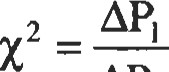 χ² = ΔP₁